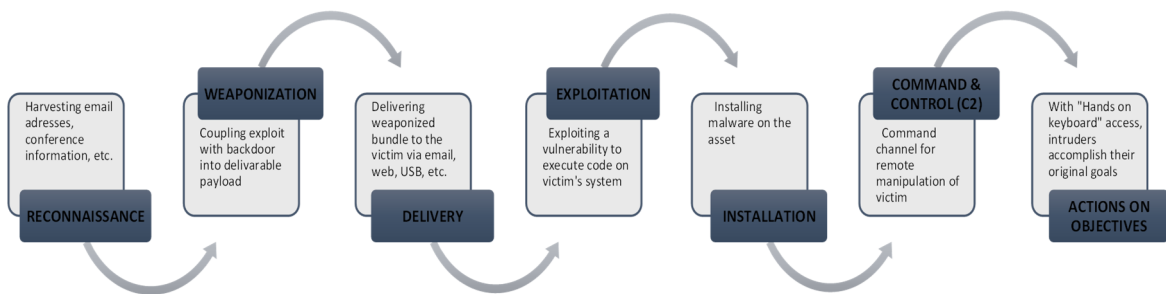 Harvesting email
adresses,
conference
information, etc.
RECONNAISSANCE
WEAPONIZATION
Coupling exploit
with backdoor
into delivarable
payload
Delivering
weaponized
bundle to the
victim via email,
web, USB, etc.
DELIVERY
EXPLOITATION
Exploiting a
vulnerability to
execute code on
victim's system
Installing
malware on the
asset
INSTALLATION
COMMAND &
CONTROL (C2)
Command
channel for
remote
manipulation of
victim
With "Hands on
keyboard" access,
intruders
accomplish their
original goals
ACTIONS ON
OBJECTIVES